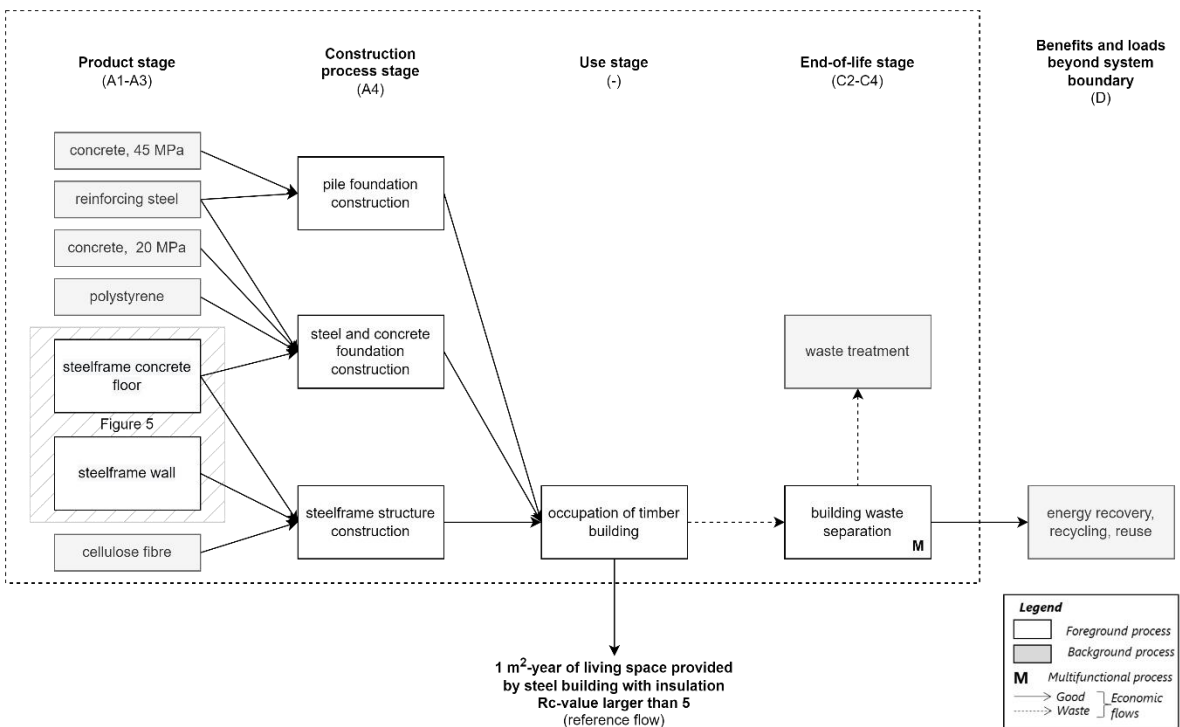 Product stage
(A1-A3)
Construction
process stage
(A4)
Use stage
(-)
End-of-life stage
(C2-C4)
Benefits and loads
beyond system
boundary
(D)
concrete, 45 MPa
reinforcing steel
concrete, 20 MPa
polystyrene
steelframe concrete
floor
Figure 5
steelframe wall
cellulose fibre
pile foundation
construction
steel and concrete
foundation
construction
steelframe structure
construction
occupation of timber
building
waste treatment
building waste
separation
M
energy recovery,
recycling, reuse
1 m²-year of living space provided
by steel building with insulation
Rc-value larger than 5
(reference flow)
Legend
Foreground process
Background process
M Multifunctional process
Good
Waste
Economic
flows